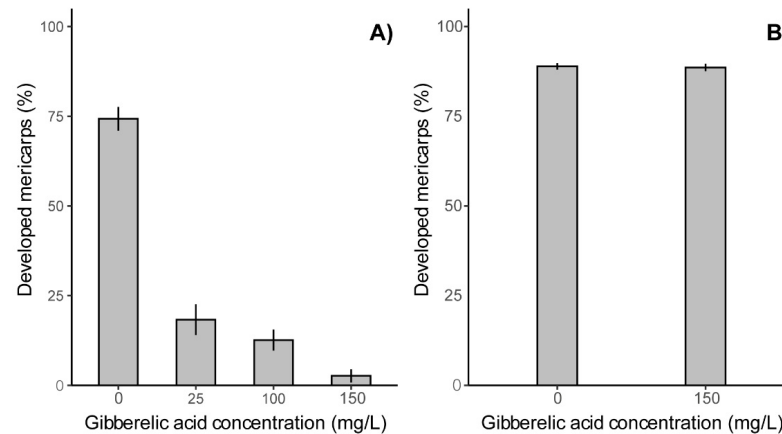 A)
Developed mericarps (%)
100
75
50
25
0
0 25 100 150
Gibberelic acid concentration (mg/L)
B
Developed mericarps (%)
100
75
50
25
0
0 150
Gibberelic acid concentration (mg/L)